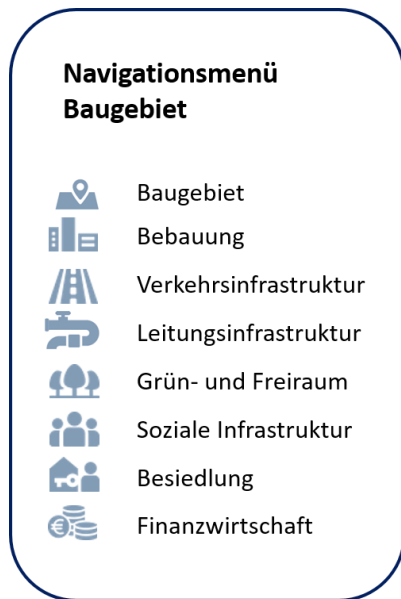 Navigationsmenü
Baugebiet
Baugebiet
Bebauung
Verkehrsinfrastruktur
Leitungsinfrastruktur
Grün- und Freiraum
Soziale Infrastruktur
Besiedlung
Finanzwirtschaft